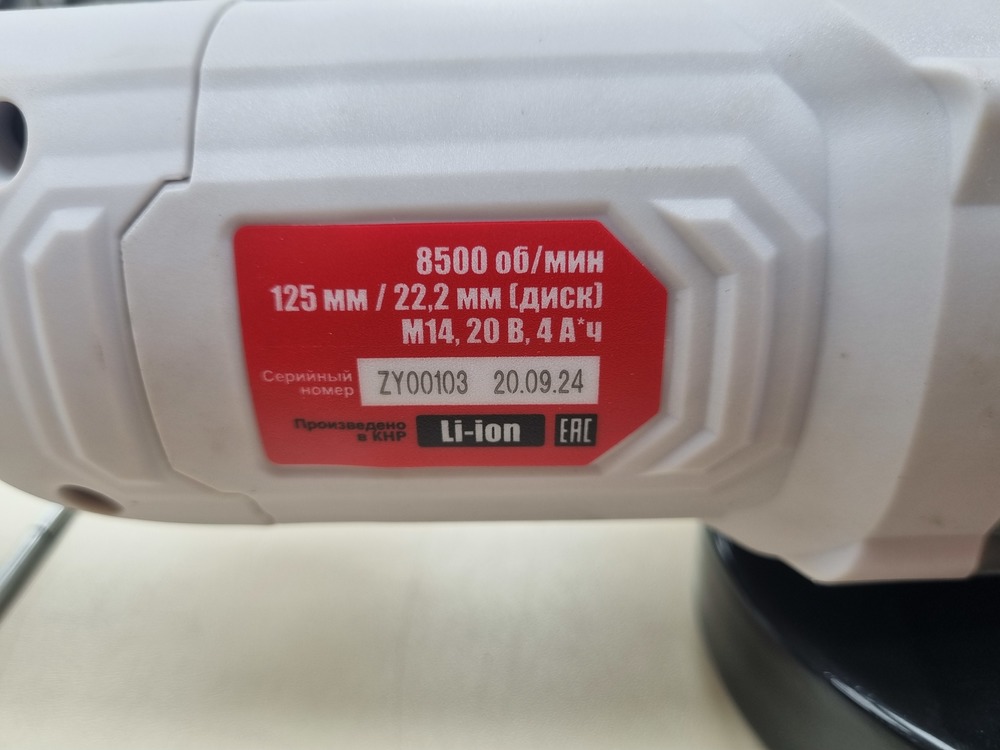 8500 об/мин
125 мм / 22,2 мм (диск)
М14, 20 В, 4 А*ч
Серийный номер ZY00103 20.09.24
Произведено в КНР Li-ion EAC